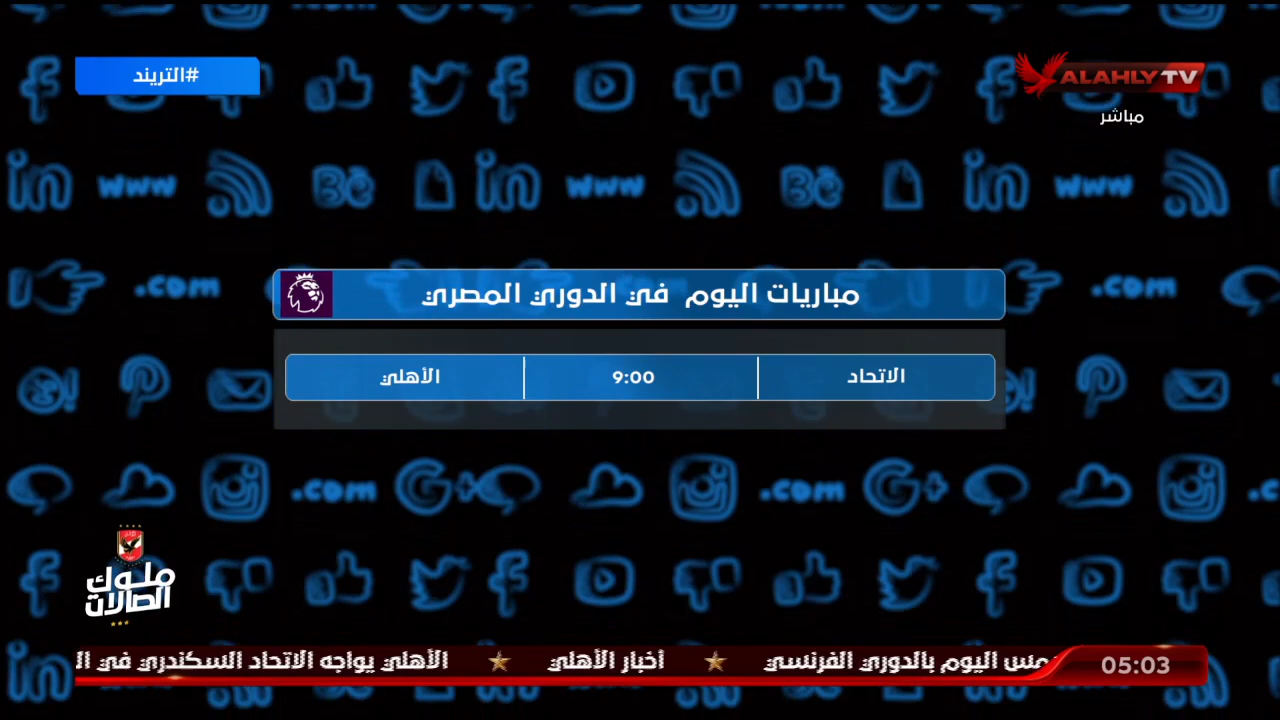 #التريند
ALAHLY TV
مباشر
مباريات اليوم في الدوري المصري
الاتحاد 9:00 الأهلي
ملوك
الصالات
اليوم بالدوري الفرنسي أخبار الأهلي الأهلي يواجه الاتحاد السكندري في
05:03